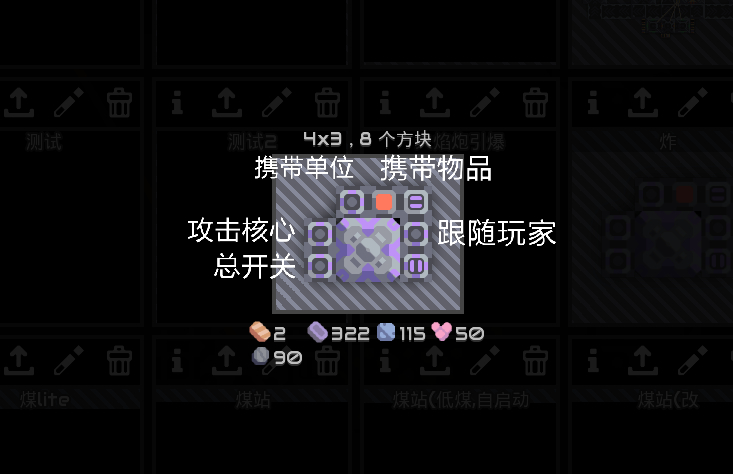 测试
测试2
焰炮引爆
炸
4x3，8 个方块
携带单位 携带物品
攻击核心
跟随玩家
总开关
2 322 115 50
90
煤lite
煤站
煤站(低煤,自启动
煤站(改